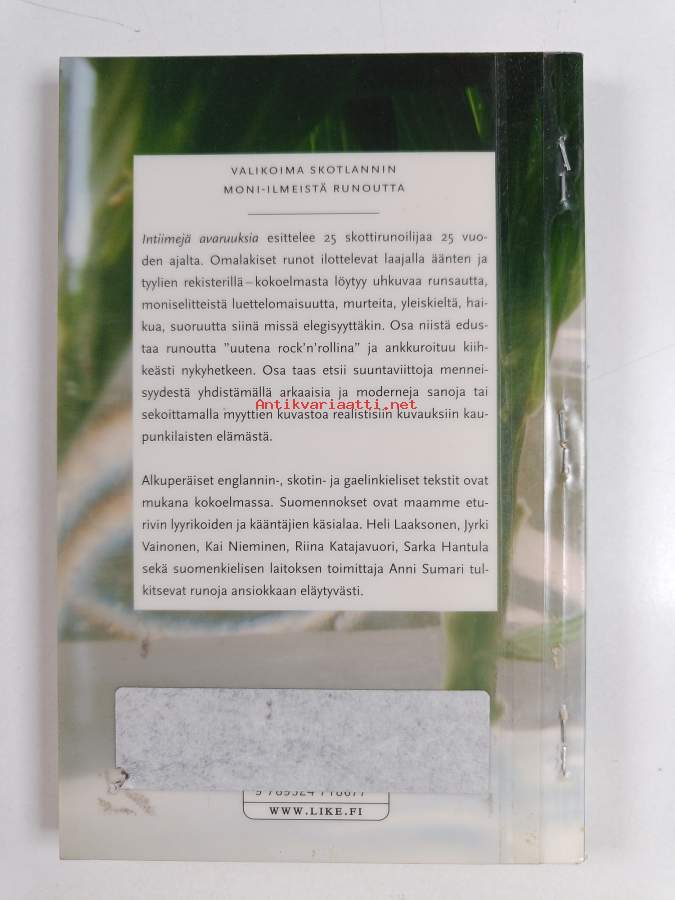 VALIKOIMA SKOTLANNIN
MONI-ILMEISTÄ RUNOUTTA
Intiimejä avaruuksia esittelee 25 skottirunoilijaa 25 vuo-
den ajalta. Omalakiset runot ilottelevat laajalla äänten ja
tyylien rekisterillä – kokoelmasta löytyy uhkuvaa runsautta,
moniselitteistä luettelomaisuutta, murteita, yleiskieltä, hai-
kua, suoruutta siinä missä elegisyyttäkin. Osa niistä edus-
taa runoutta ”uutena rock'n'rollina” ja ankkuroituu kiih-
keästi nykyhetkeen. Osa taas etsii suuntaviittoja mennei-
syydestä yhdistämällä arkaaisia ja moderneja sanoja tai
Antikvariaatti.net
sekoittamalla myyttien kuvastoa realistisiin kuvauksiin kau-
punkilaisten elämästä.
Alkuperäiset englannin-, skotin- ja gaelinkieliset tekstit ovat
mukana kokoelmassa. Suomennokset ovat maamme etu-
rivin lyyrikoiden ja kääntäjien käsialaa. Heli Laaksonen, Jyrki
Vainonen, Kai Nieminen, Riina Katajavuori, Sarka Hantula
sekä suomenkielisen laitoksen toimittaja Anni Sumari tul-
kitsevat runoja ansiokkaan eläytyvästi.
WWW.LIKE.FI